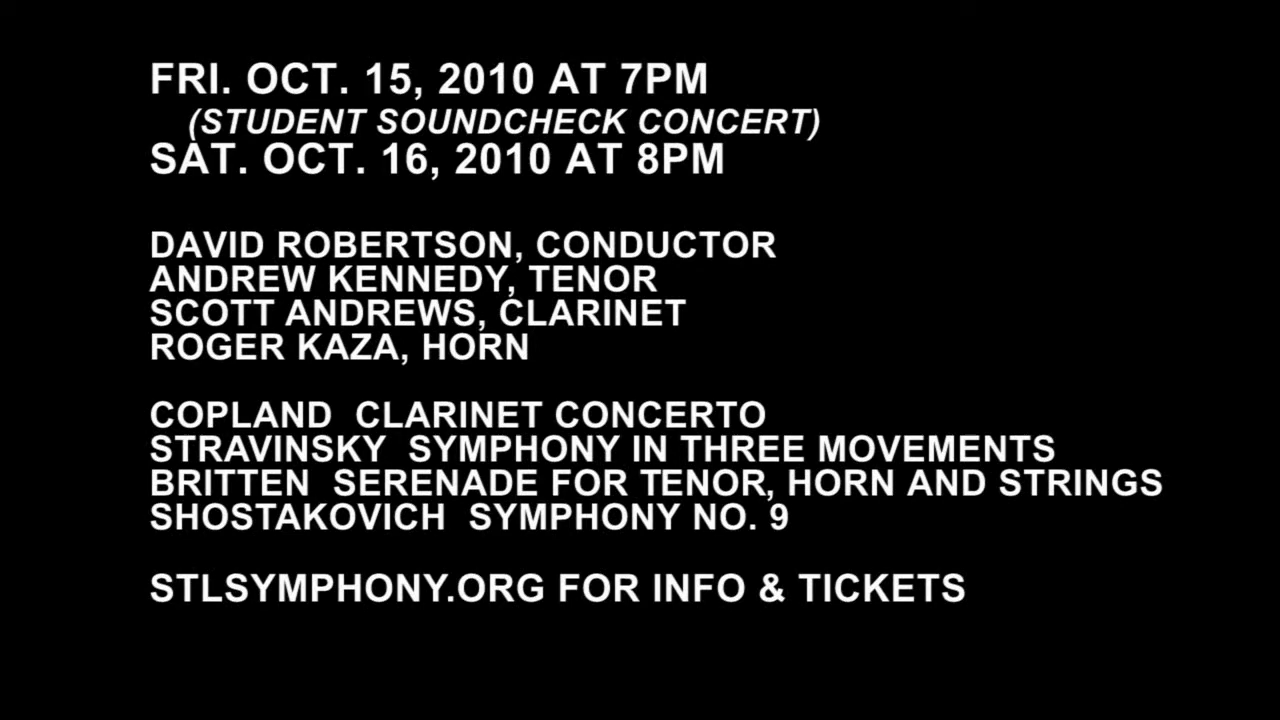 FRI. OCT. 15, 2010 AT 7PM
(STUDENT SOUNDCHECK CONCERT)
SAT. OCT. 16, 2010 AT 8PM
DAVID ROBERTSON, CONDUCTOR
ANDREW KENNEDY, TENOR
SCOTT ANDREWS, CLARINET
ROGER KAZA, HORN
COPLAND  CLARINET CONCERTO
STRAVINSKY  SYMPHONY IN THREE MOVEMENTS
BRITTEN  SERENADE FOR TENOR, HORN AND STRINGS
SHOSTAKOVICH  SYMPHONY NO. 9
STLSYMPHONY.ORG FOR INFO & TICKETS